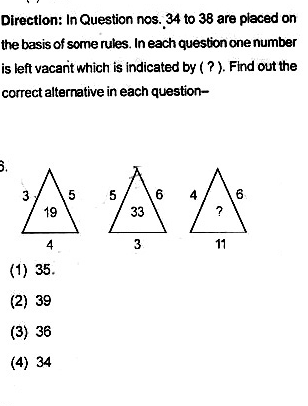 Direction: In Question nos. 34 to 38 are placed on
the basis of some rules. In each question one number
is left vacant which is indicated by ( ? ). Find out the
correct alternative in each question–
6.
3 5 5 6 4 6
19 33 ?
4 3 11
(1) 35.
(2) 39
(3) 36
(4) 34